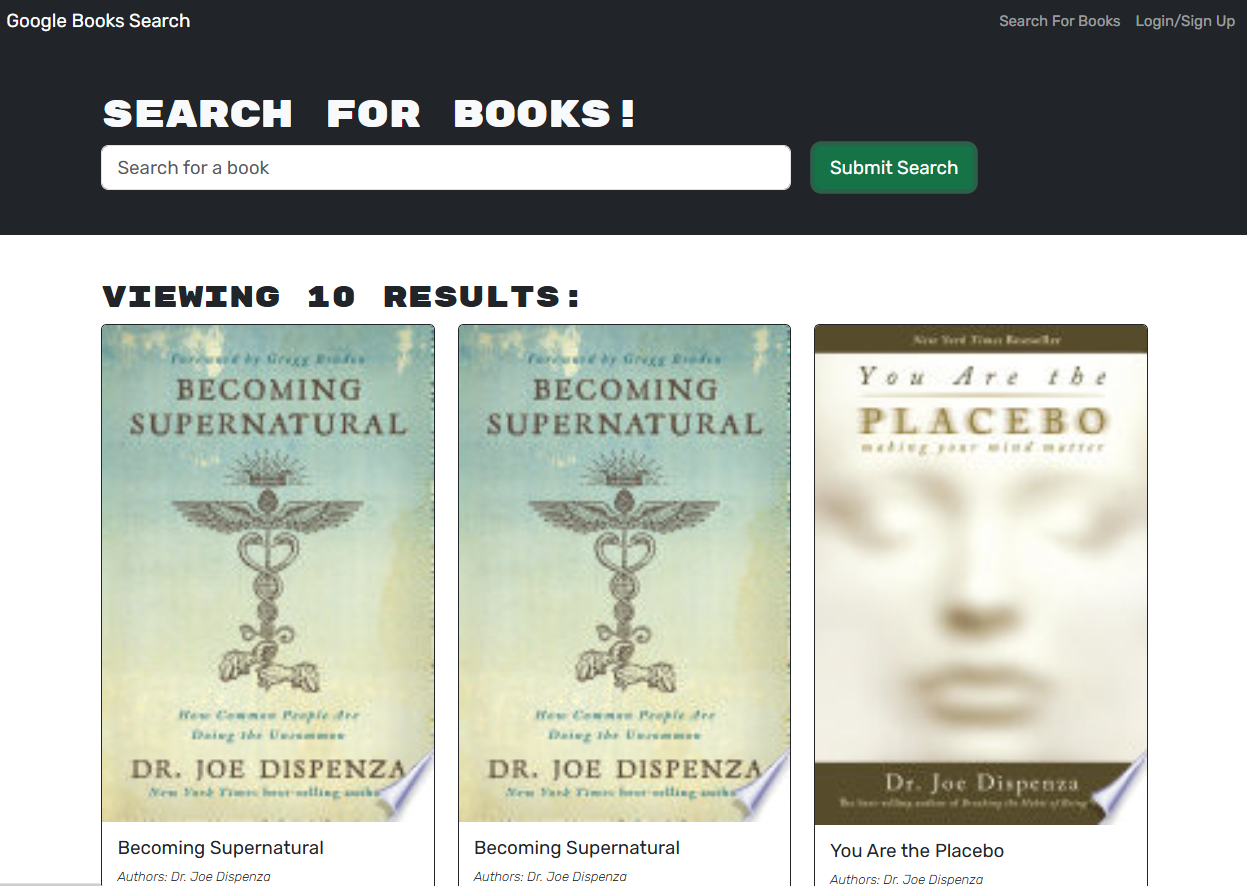 Google Books Search
Search For Books Login/Sign Up
SEARCH FOR BOOKS!
Search for a book
Submit Search
VIEWING 10 RESULTS:
Foreword by Gregg Braden
BECOMING
SUPERNATURAL
How Common People Are
Doing the Uncommon
DR. JOE DISPENZA
New York Times best-selling
Becoming Supernatural
Authors: Dr. Joe Dispenza
Foreword by Gregg Braden
BECOMING
SUPERNATURAL
How Common People Are
Doing the Uncommon
DR. JOE DISPENZA
New York Times best-selling
Becoming Supernatural
Authors: Dr. Joe Dispenza
New York Times Bestseller
You Are the
PLACEBO
making your mind matter
Dr. Joe Dispenza
The best-selling author of Breaking the Habit of Being
You Are the Placebo
Authors: Dr. Joe Dispenza